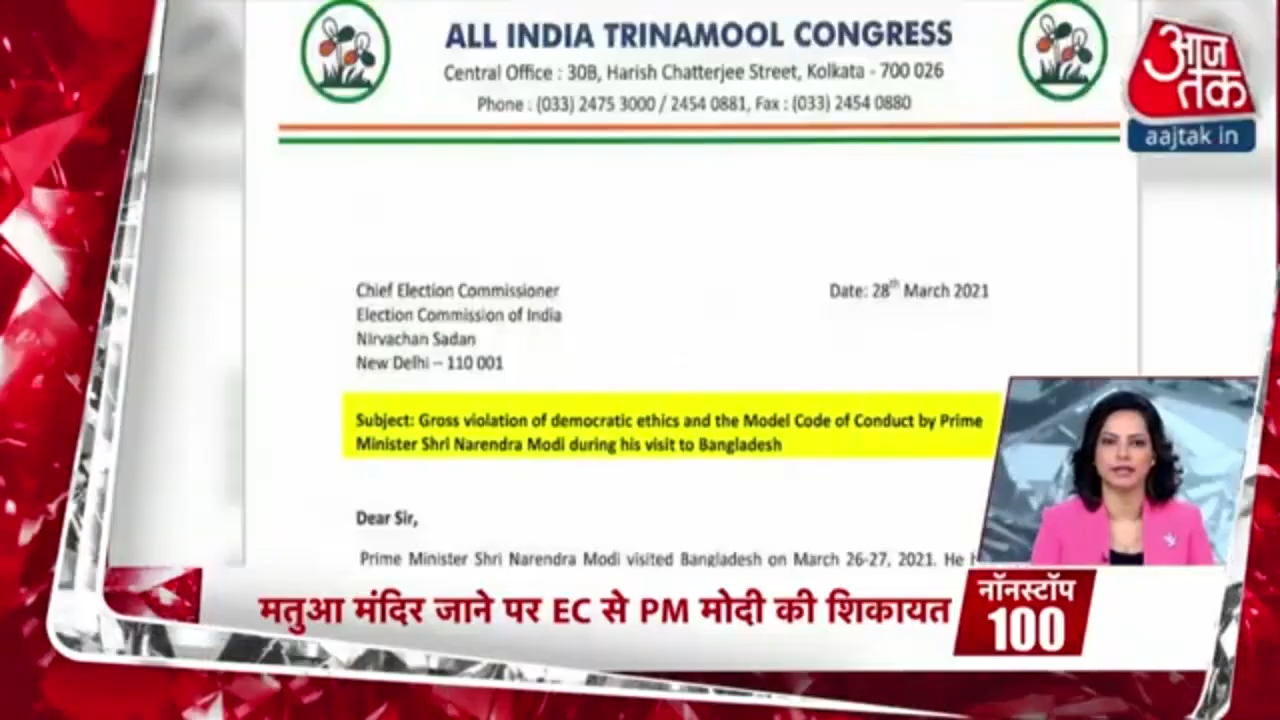 ALL INDIA TRINAMOOL CONGRESS
Central Office : 30B, Harish Chatterjee Street, Kolkata - 700 026
Phone : (033) 2475 3000 / 2454 0881, Fax : (033) 2454 0880
आज
तक
aajtak.in
Chief Election Commissioner
Date: 28th March 2021
Election Commission of India
Nirvachan Sadan
New Delhi – 110 001
Subject: Gross violation of democratic ethics and the Model Code of Conduct by Prime
Minister Shri Narendra Modi during his visit to Bangladesh
Dear Sir,
Prime Minister Shri Narendra Modi visited Bangladesh on March 26-27, 2021. He
मतुआ मंदिर जाने पर EC से PM मोदी की शिकायत
नॉनस्टॉप
100